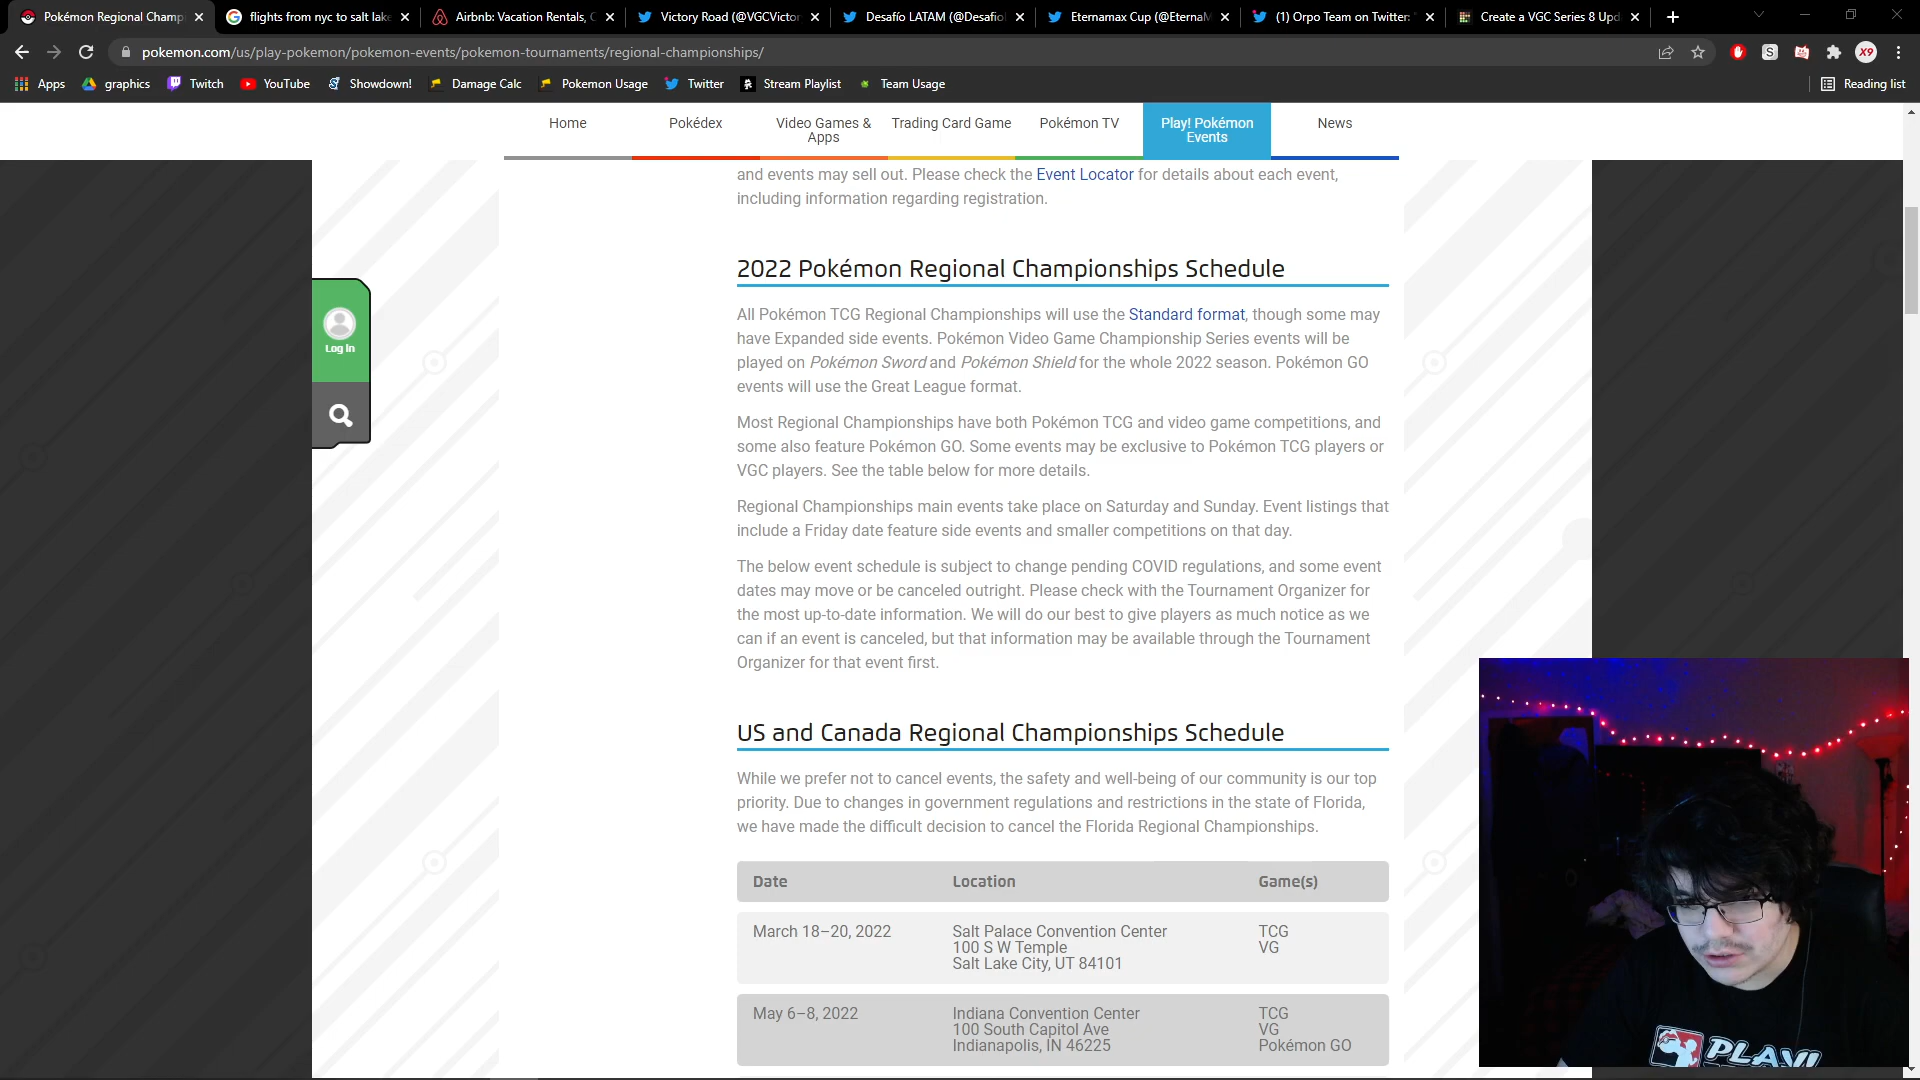 Pokémon Regional Champ
flights from nyc to salt lake
Airbnb: Vacation Rentals, C
Victory Road (@VGCVictor
Desafío LATAM (@Desafio
Eternamax Cup (@EternaM
(1) Orpo Team on Twitter:
Create a VGC Series 8 Upd
pokemon.com/us/play-pokemon/pokemon-events/pokemon-tournaments/regional-championships/
X9
Apps
graphics
Twitch
YouTube
Showdown!
Damage Calc
Pokemon Usage
Twitter
Stream Playlist
Team Usage
Reading list
Home
Pokédex
Video Games &
Apps
Trading Card Game
Pokémon TV
Play! Pokémon
Events
News
and events may sell out. Please check the Event Locator for details about each event,
including information regarding registration.
Log in
2022 Pokémon Regional Championships Schedule
All Pokémon TCG Regional Championships will use the Standard format, though some may
have Expanded side events. Pokémon Video Game Championship Series events will be
played on Pokémon Sword and Pokémon Shield for the whole 2022 season. Pokémon GO
events will use the Great League format.
Most Regional Championships have both Pokémon TCG and video game competitions, and
some also feature Pokémon GO. Some events may be exclusive to Pokémon TCG players or
VGC players. See the table below for more details.
Regional Championships main events take place on Saturday and Sunday. Event listings that
include a Friday date feature side events and smaller competitions on that day.
The below event schedule is subject to change pending COVID regulations, and some event
dates may move or be canceled outright. Please check with the Tournament Organizer for
the most up-to-date information. We will do our best to give players as much notice as we
can if an event is canceled, but that information may be available through the Tournament
Organizer for that event first.
US and Canada Regional Championships Schedule
While we prefer not to cancel events, the safety and well-being of our community is our top
priority. Due to changes in government regulations and restrictions in the state of Florida,
we have made the difficult decision to cancel the Florida Regional Championships.
Date Location Game(s)
March 18–20, 2022
Salt Palace Convention Center
100 S W Temple
Salt Lake City, UT 84101
TCG
VG
May 6–8, 2022
Indiana Convention Center
100 South Capitol Ave
Indianapolis, IN 46225
TCG
VG
Pokémon GO
PLAY!